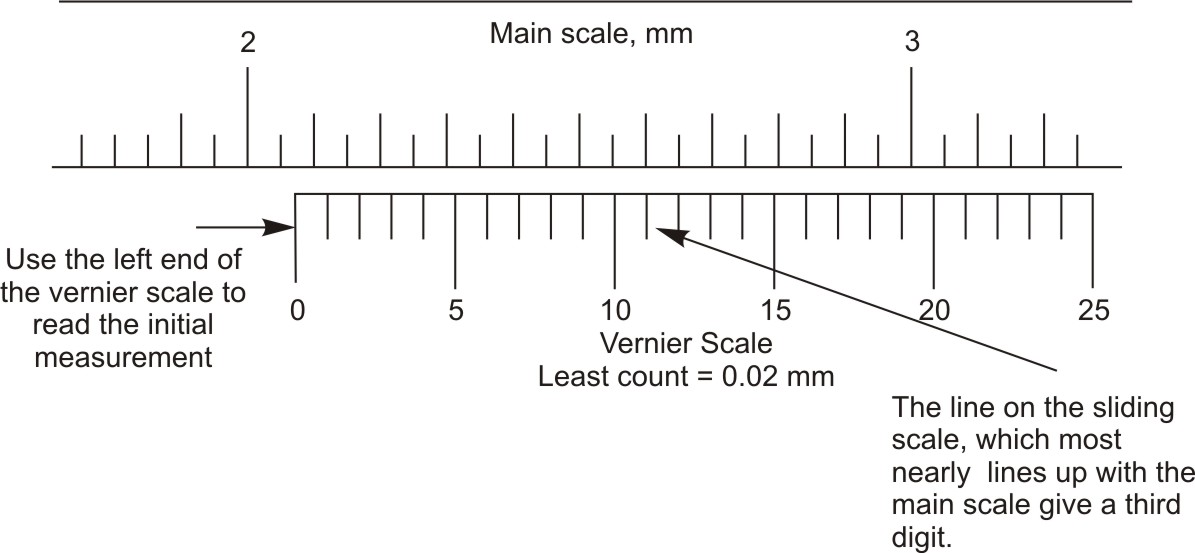 Main scale, mm
2
3
Use the left end of
the vernier scale to
read the initial
measurement
0
5
10
15
20
25
Vernier Scale
Least count = 0.02 mm
The line on the sliding
scale, which most
nearly lines up with the
main scale give a third
digit.